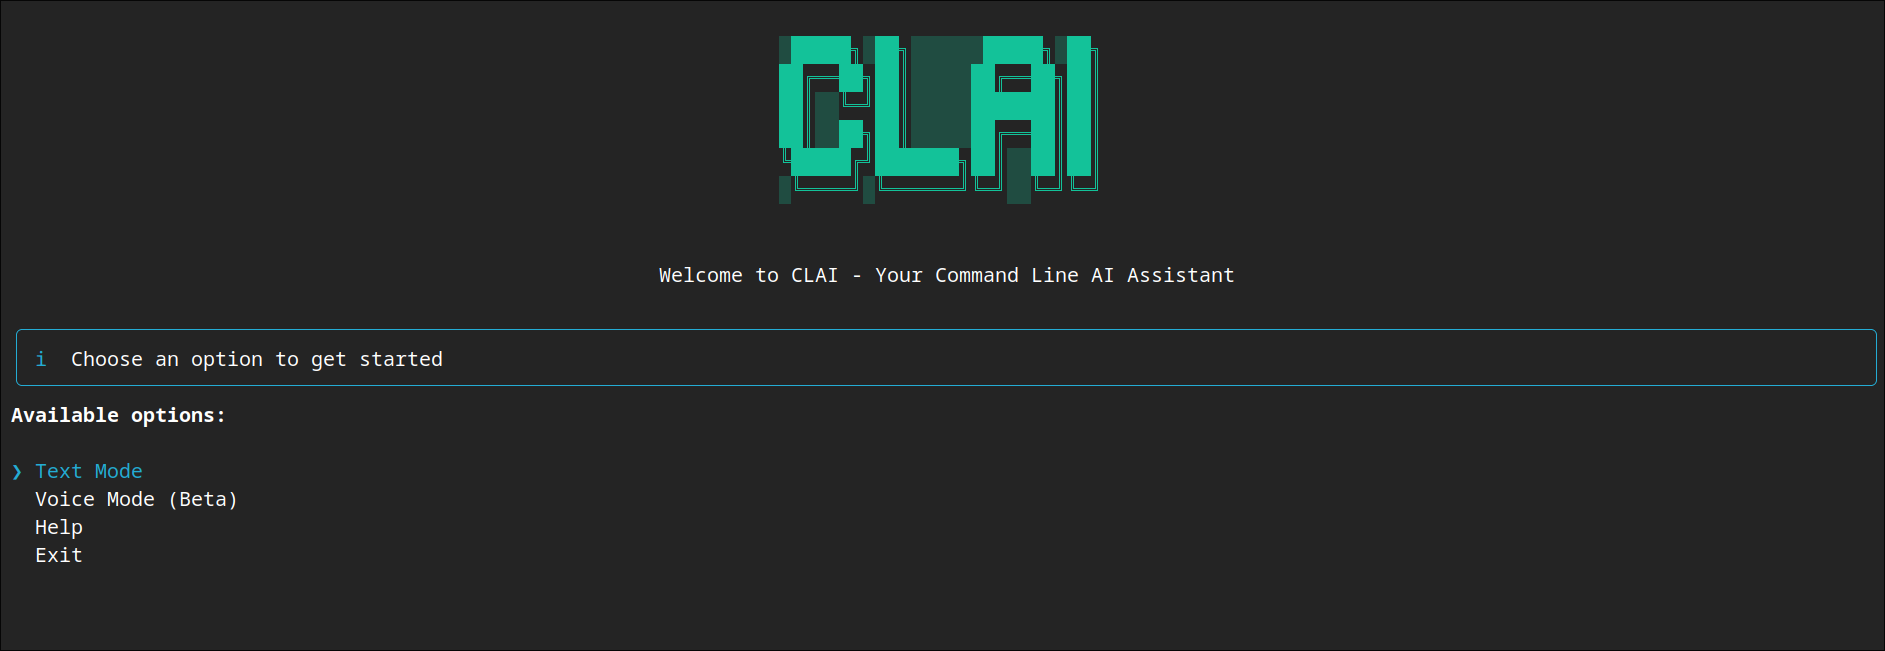 CLAI
Welcome to CLAI - Your Command Line AI Assistant
i Choose an option to get started
Available options:
❯ Text Mode
Voice Mode (Beta)
Help
Exit